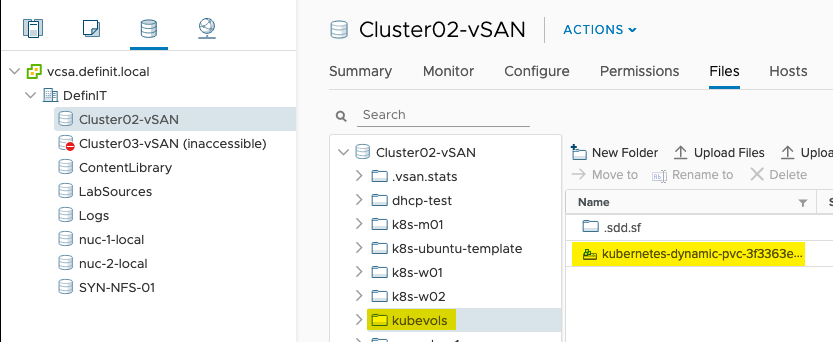 vcsa.definit.local
DefinIT
Cluster02-vSAN
Cluster03-vSAN (inaccessible)
ContentLibrary
LabSources
Logs
nuc-1-local
nuc-2-local
SYN-NFS-01
Cluster02-vSAN
ACTIONS
Summary Monitor Configure Permissions Files Hosts
Search
Cluster02-vSAN
.vsan.stats
dhcp-test
k8s-m01
k8s-ubuntu-template
k8s-w01
k8s-w02
kubevols
New Folder Upload Files
Move to Rename to Delete
Name
.sdd.sf
kubernetes-dynamic-pvc-3f3363e...